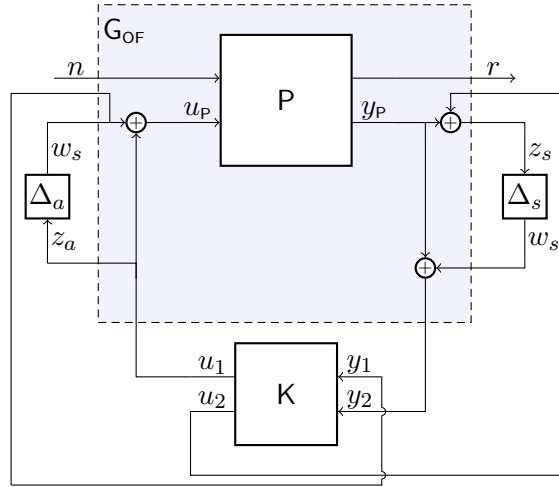 G_OF
n
r
P
u_P
y_P
+
+
w_s
z_s
Δ_a
Δ_s
z_a
w_s
+
u_1
y_1
K
u_2
y_2